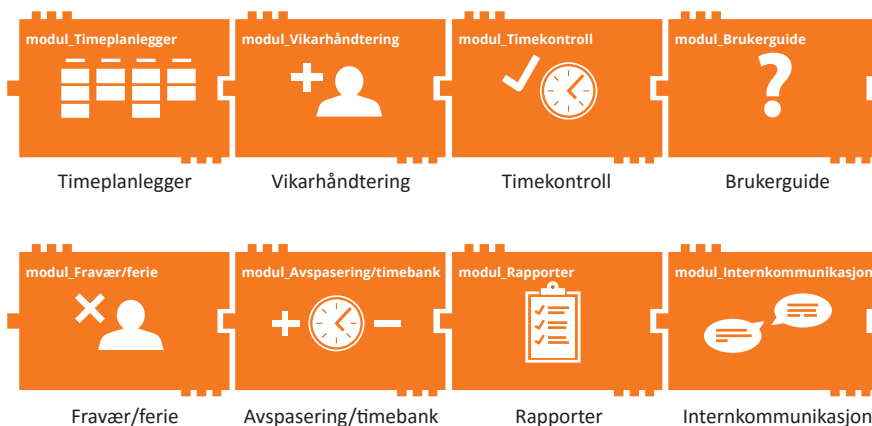 modul_Timeplanlegger modul_Vikarhåndtering modul_Timekontroll modul_Brukerguide
?
Timeplanlegger Vikarhåndtering Timekontroll Brukerguide
modul_Fravær/ferie modul_Avspasering/timebank modul_Rapporter modul_Internkommunikasjon
Fravær/ferie Avspasering/timebank Rapporter Internkommunikasjon